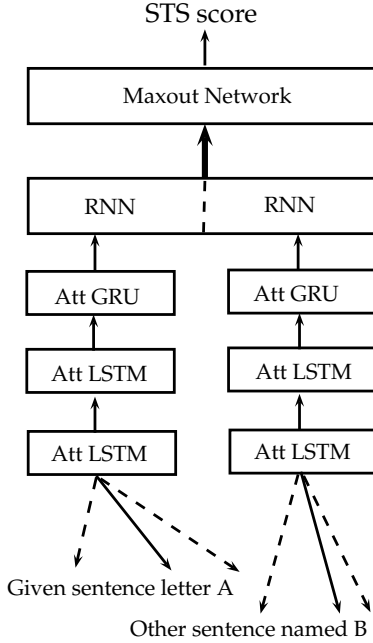 STS score
Maxout Network
RNN RNN
Att GRU Att GRU
Att LSTM Att LSTM
Att LSTM Att LSTM
Given sentence letter A
Other sentence named B